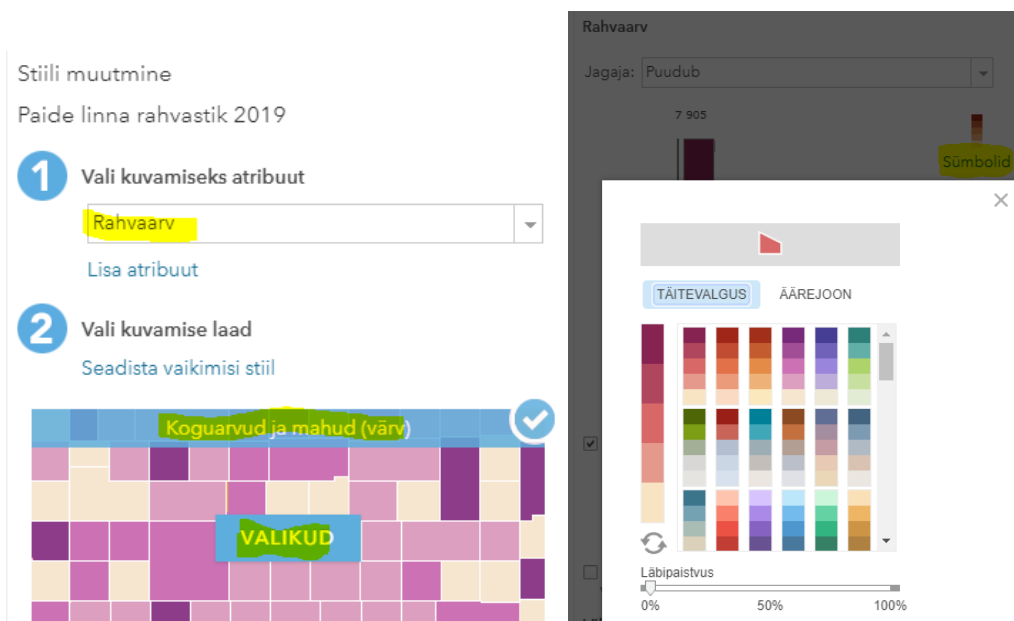 Stiili muutmine
Paide linna rahvastik 2019
1 Vali kuvamiseks atribuut
Rahvaarv
Lisa atribuut
2 Vali kuvamise laad
Seadista vaikimisi stiil
Koguarvud ja mahud (värv)
VALIKUD
Rahvaarv
Jagaja: Puudub
7 905
Sümbolid
TÄITEVALGUS ÄÄREJOON
Läbipaistvus
0% 50% 100%